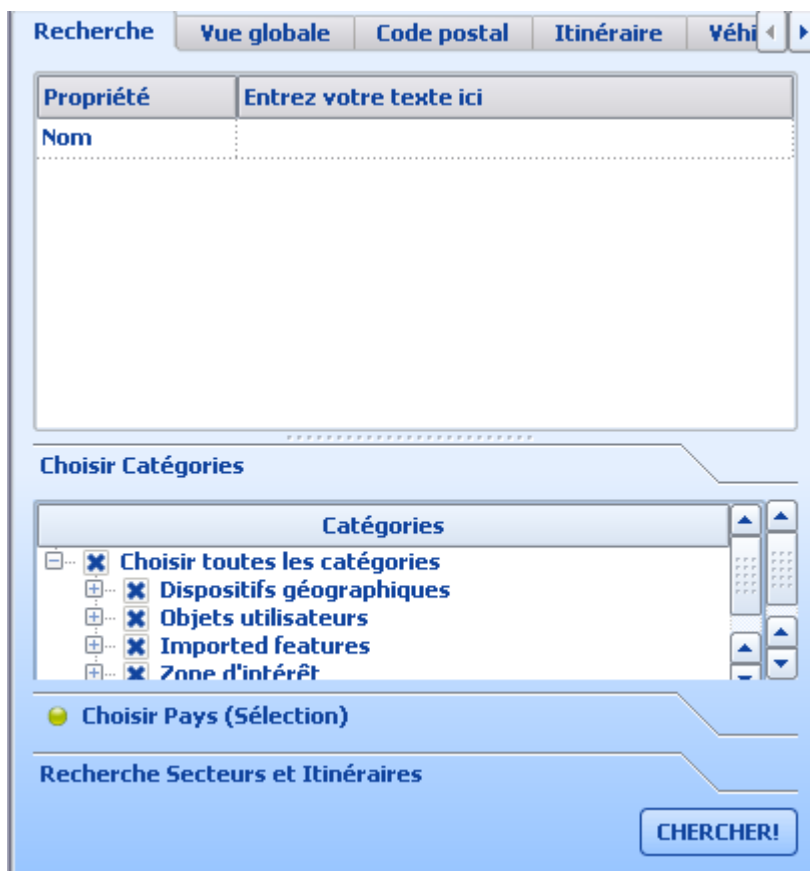 Recherche Vue globale Code postal Itinéraire Véhi
Propriété Entrez votre texte ici
Nom
Choisir Catégories
Catégories
Choisir toutes les catégories
Dispositifs géographiques
Objets utilisateurs
Imported features
Zone d'intérêt
Choisir Pays (Sélection)
Recherche Secteurs et Itinéraires
CHERCHER!